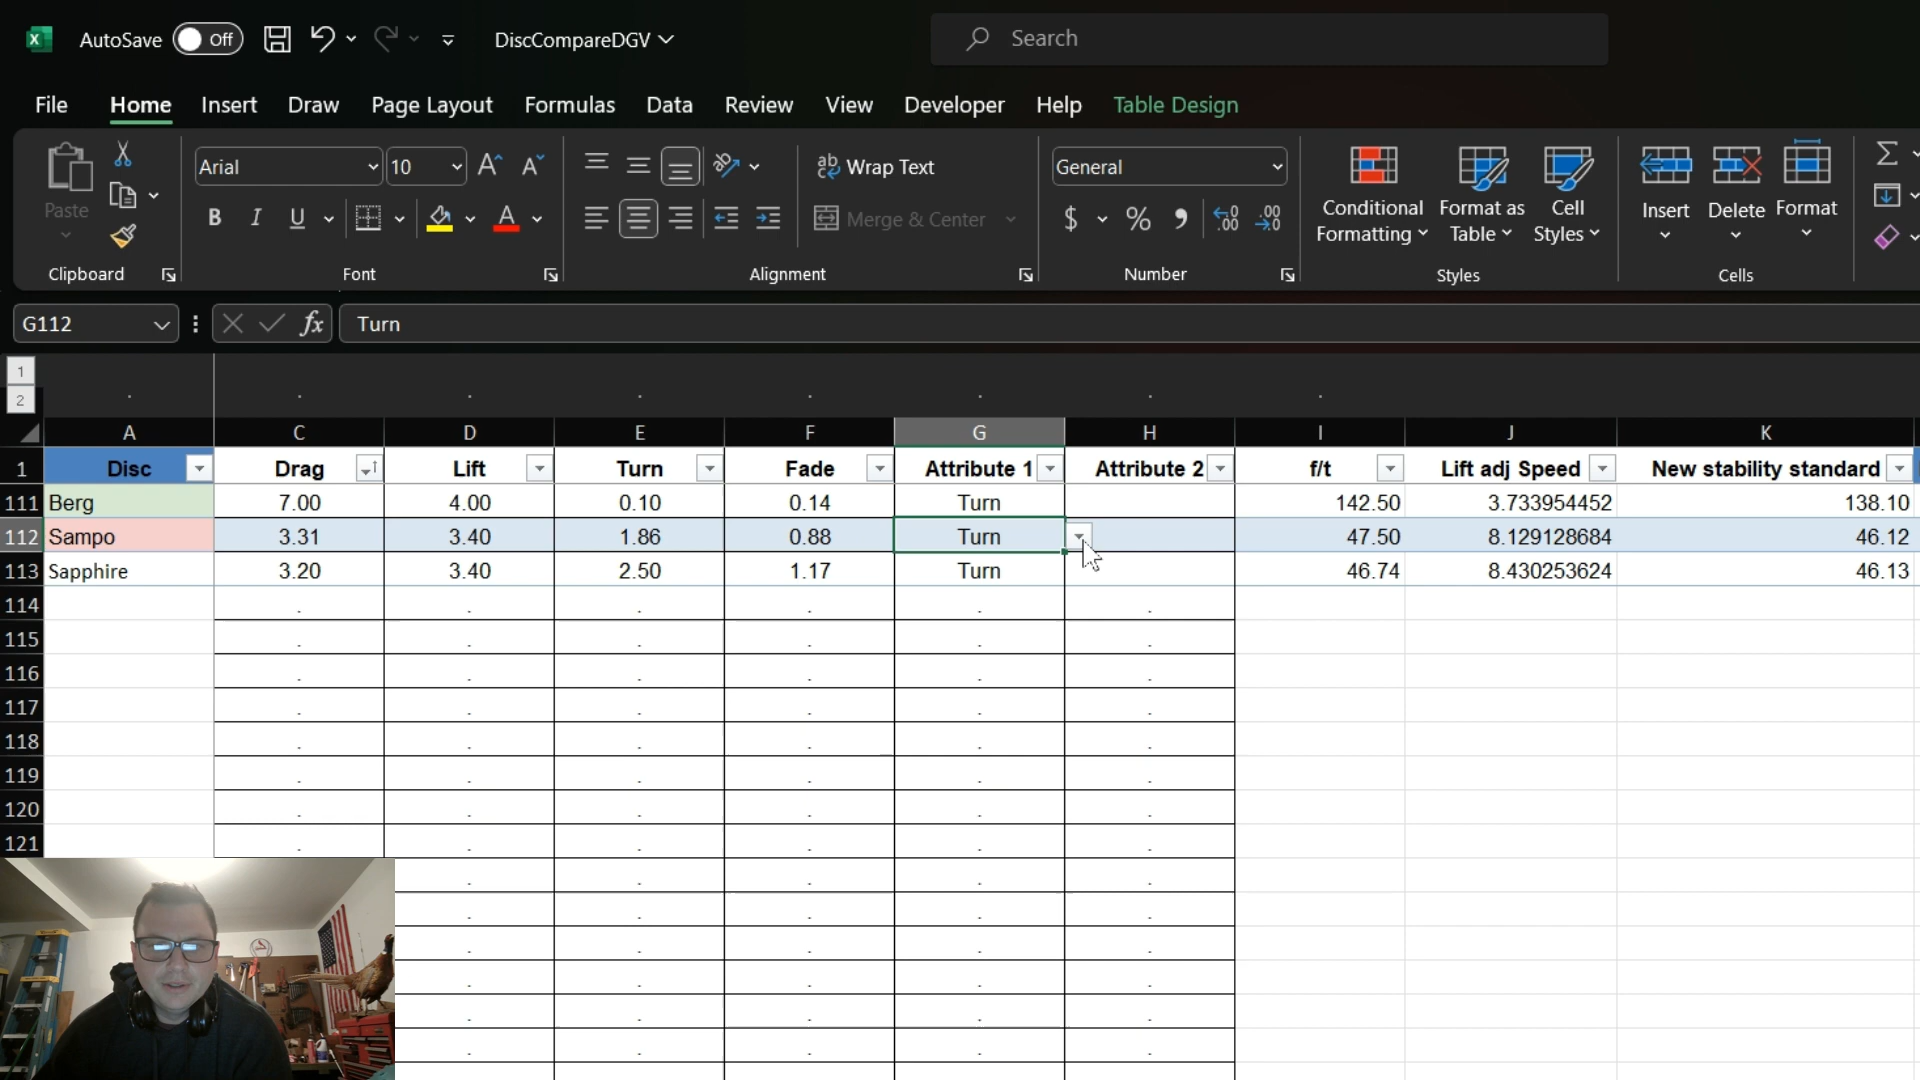 AutoSave Off DiscCompareDGV Search
File Home Insert Draw Page Layout Formulas Data Review View Developer Help Table Design
Paste
Clipboard
Arial 10
B I U A
Font
Wrap Text
Merge & Center
Alignment
General
$ % 9 .00 .00
Number
Conditional Formatting
Format as Table
Cell Styles
Styles
Insert Delete Format
Cells
G112 fx Turn
1
2
A C D E F G H I J K
1 Disc Drag Lift Turn Fade Attribute 1 Attribute 2 f/t Lift adj Speed New stability standard
111 Berg 7.00 4.00 0.10 0.14 Turn 142.50 3.733954452 138.10
112 Sampo 3.31 3.40 1.86 0.88 Turn 47.50 8.129128684 46.12
113 Sapphire 3.20 3.40 2.50 1.17 Turn 46.74 8.430253624 46.13
114
115
116
117
118
119
120
121